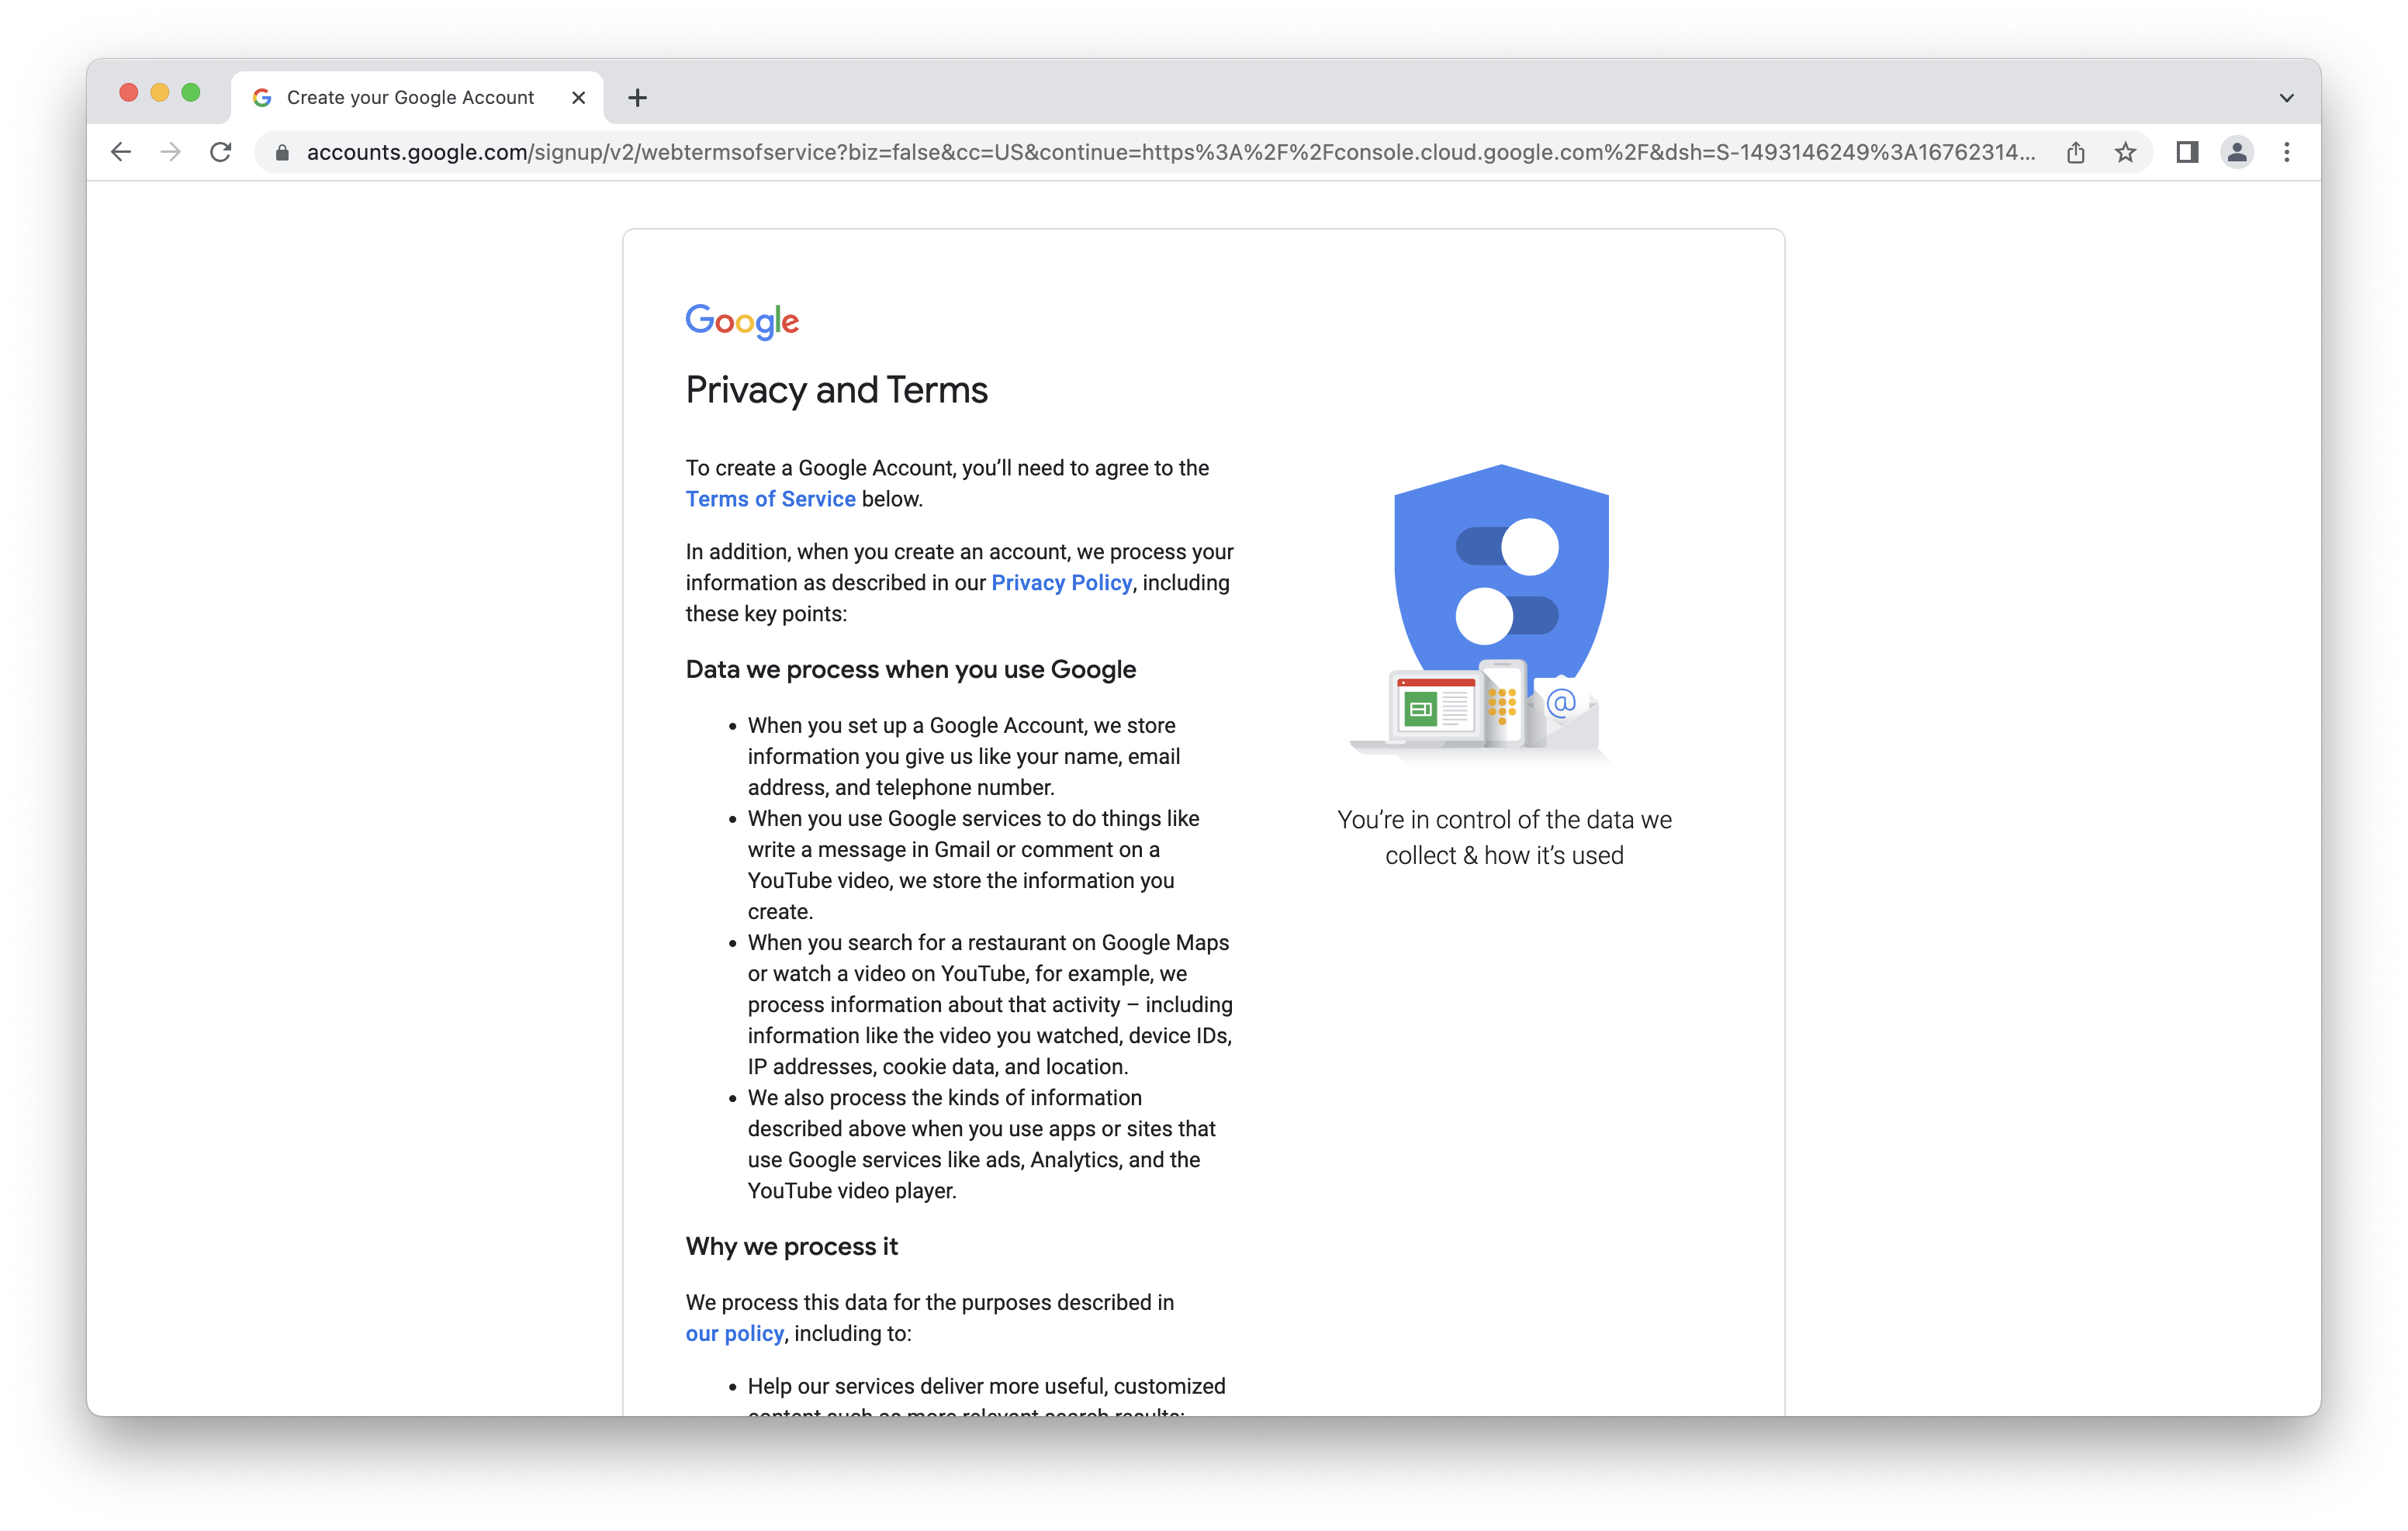 Create your Google Account
accounts.google.com/signup/v2/webtermsofservice?biz=false&cc=US&continue=https%3A%2F%2Fconsole.cloud.google.com%2F&dsh=S-1493146249%3A16762314...
Google
Privacy and Terms
To create a Google Account, you’ll need to agree to the
Terms of Service below.
In addition, when you create an account, we process your
information as described in our Privacy Policy, including
these key points:
Data we process when you use Google
• When you set up a Google Account, we store
information you give us like your name, email
address, and telephone number.
• When you use Google services to do things like
write a message in Gmail or comment on a
YouTube video, we store the information you
create.
• When you search for a restaurant on Google Maps
or watch a video on YouTube, for example, we
process information about that activity – including
information like the video you watched, device IDs,
IP addresses, cookie data, and location.
• We also process the kinds of information
described above when you use apps or sites that
use Google services like ads, Analytics, and the
YouTube video player.
Why we process it
We process this data for the purposes described in
our policy, including to:
• Help our services deliver more useful, customized
content such as more relevant search results;
@
You’re in control of the data we
collect & how it’s used